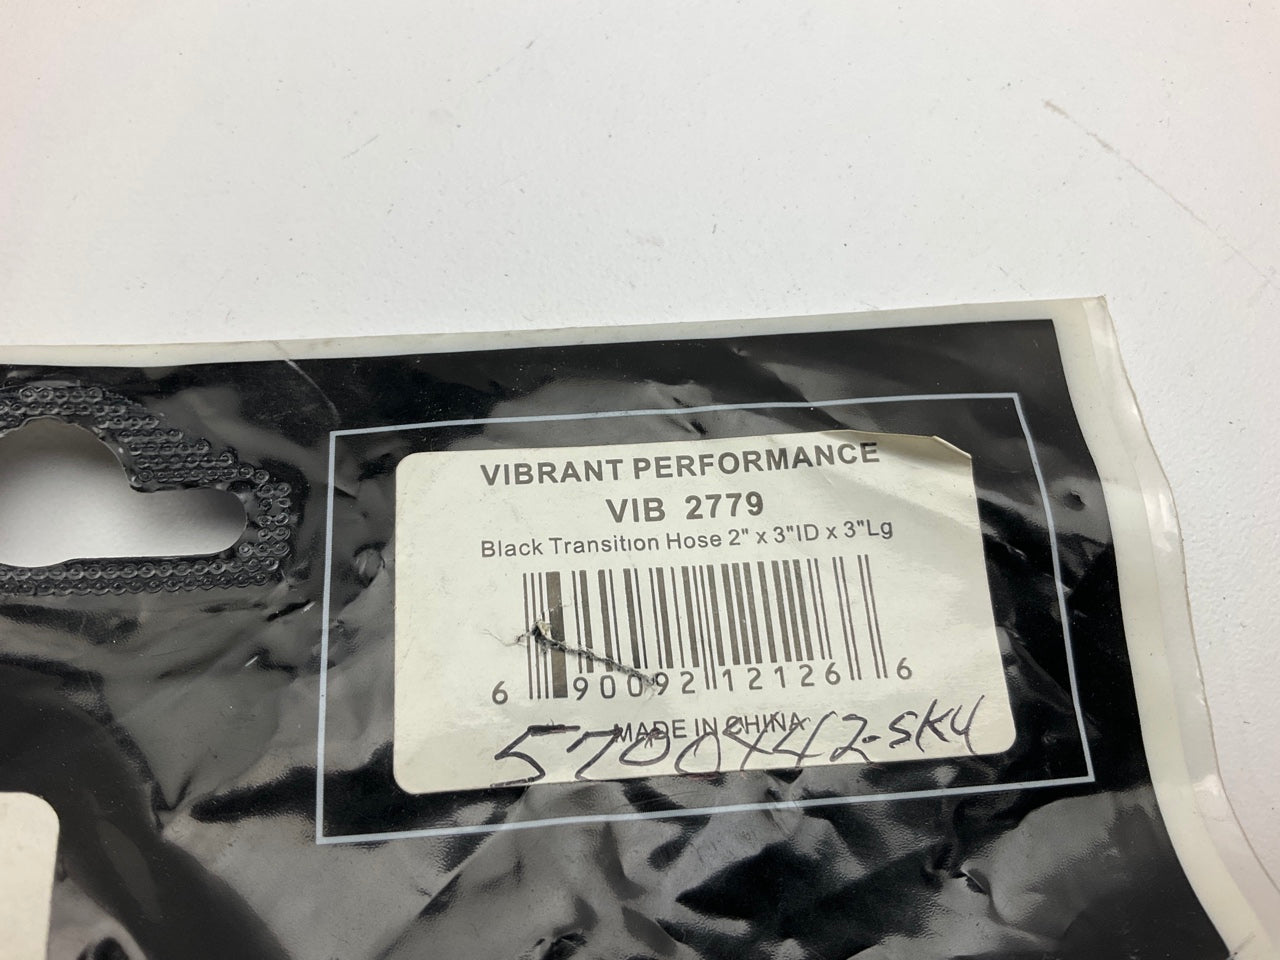 VIBRANT PERFORMANCE
VIB 2779
Black Transition Hose 2" x 3"ID x 3"Lg
6 90092 12126 6
MADE IN CHINA
5700X42-SKU